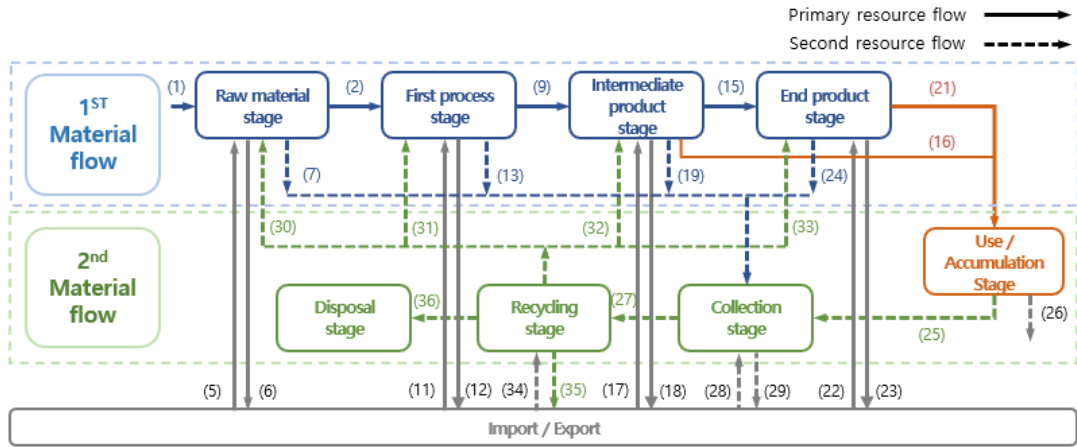 Primary resource flow
Second resource flow
1ST
Material
flow
(1)
Raw material
stage
(2)
First process
stage
(9)
Intermediate
product
stage
(15)
End product
stage
(21)
(16)
(7)
(13)
(19)
(24)
(30)
(31)
(32)
(33)
2nd
Material
flow
Use /
Accumulation
Stage
Disposal
stage
(36)
Recycling
stage
(27)
Collection
stage
(25)
(26)
(5)
(6)
(11)
(12)
(34)
(35)
(17)
(18)
(28)
(29)
(22)
(23)
Import / Export